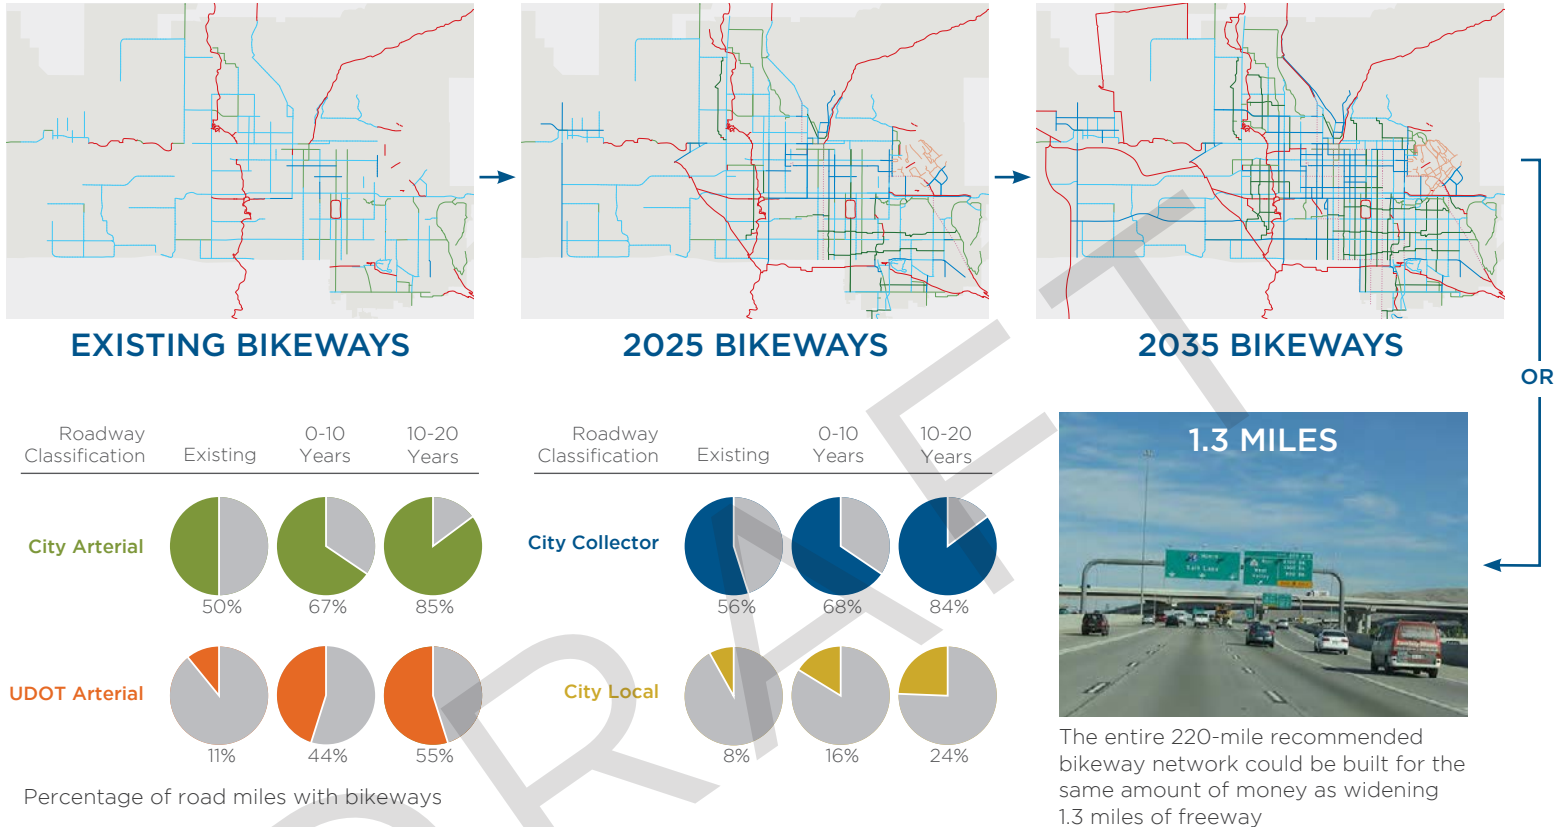 EXISTING BIKEWAYS
2025 BIKEWAYS
2035 BIKEWAYS
OR
Roadway
Classification
Existing
0-10
Years
10-20
Years
City Arterial
50%
67%
85%
UDOT Arterial
11%
44%
55%
Percentage of road miles with bikeways
Roadway
Classification
Existing
0-10
Years
10-20
Years
City Collector
56%
68%
84%
City Local
8%
16%
24%
1.3 MILES
Salt Lake
West
Valley
The entire 220-mile recommended
bikeway network could be built for the
same amount of money as widening
1.3 miles of freeway
DRAFT